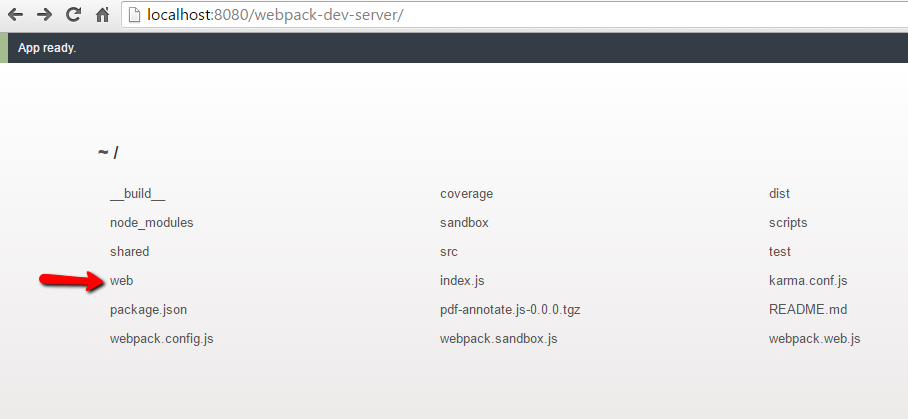 localhost:8080/webpack-dev-server/
App ready.
~ /
__build__ coverage dist
node_modules sandbox scripts
shared src test
web index.js karma.conf.js
package.json pdf-annotate.js-0.0.0.tgz README.md
webpack.config.js webpack.sandbox.js webpack.web.js